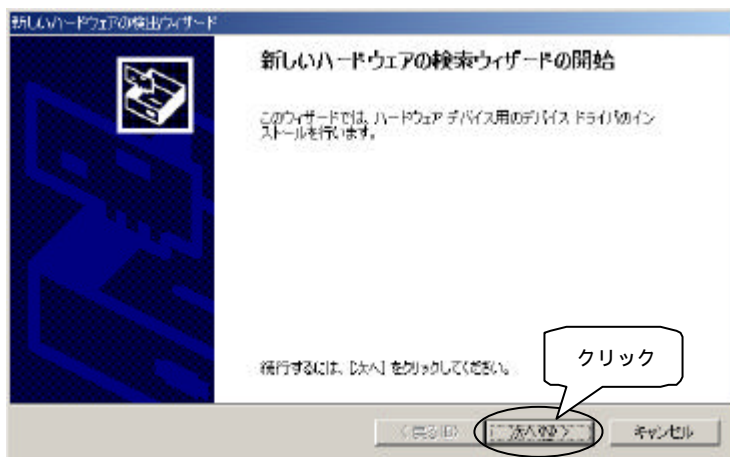 新しいハードウェアの検出ウィザード
新しいハードウェアの検索ウィザードの開始
このウィザードでは、ハードウェア デバイス用のデバイス ドライバのイン
ストールを行います。
続行するには、[次へ] をクリックしてください。
クリック
< 戻る(B)
次へ(N) >
キャンセル